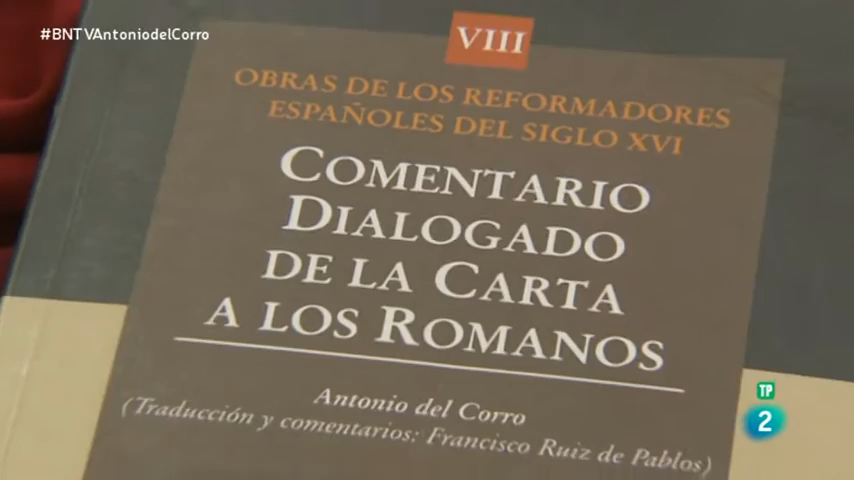 #BNTVAntoniodelCorro
VIII
OBRAS DE LOS REFORMADORES
ESPAÑOLES DEL SIGLO XVI
COMENTARIO
DIALOGADO
DE LA CARTA
A LOS ROMANOS
Antonio del Corro
(Traducción y comentarios: Francisco Ruiz de Pablos)
TP
2